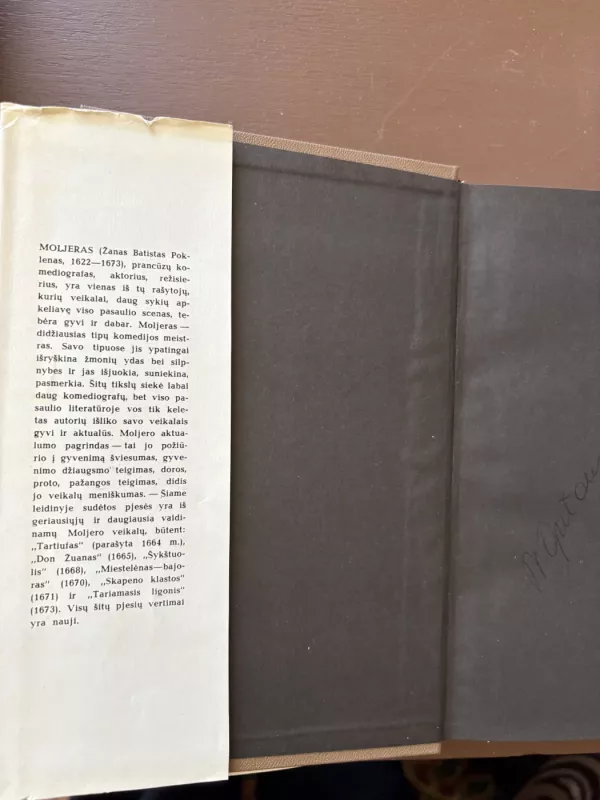 MOLJERAS (Žanas Batistas Pok-
lenas, 1622—1673), prancūzų ko-
mediografas, aktorius, režisie-
rius, yra vienas iš tų rašytojų,
kurių veikalai, daug sykių ap-
keliavę viso pasaulio scenas, te-
bėra gyvi ir dabar. Moljeras —
didžiausias tipų komedijos meist-
ras. Savo tipuose jis ypatingai
išryškina žmonių ydas bei silp-
nybes ir jas išjuokia, suniekina,
pasmerkia. Šitų tikslų siekė labai
daug komediografų, bet viso pa-
saulio literatūroje vos tik kele-
tas autorių išliko savo veikalais
gyvi ir aktualūs. Moljero aktua-
lumo pagrindas — tai jo požiū-
rio į gyvenimą šviesumas, gyve-
nimo džiaugsmo teigimas, doros,
proto, pažangos teigimas, didis
jo veikalų meniškumas. — Šiame
leidinyje sudėtos pjesės yra iš
geriausiųjų ir daugiausia vaidi-
namų Moljero veikalų, būtent:
„Tartiufas" (parašyta 1664 m.),
„Don Žuanas" (1665), „Šykštuo-
lis" (1668), „Miestelėnas—bajo-
ras" (1670), „Skapeno klastos"
(1671) ir „Tariamasis ligonis"
(1673). Visų šitų pjesių vertimai
yra nauji.